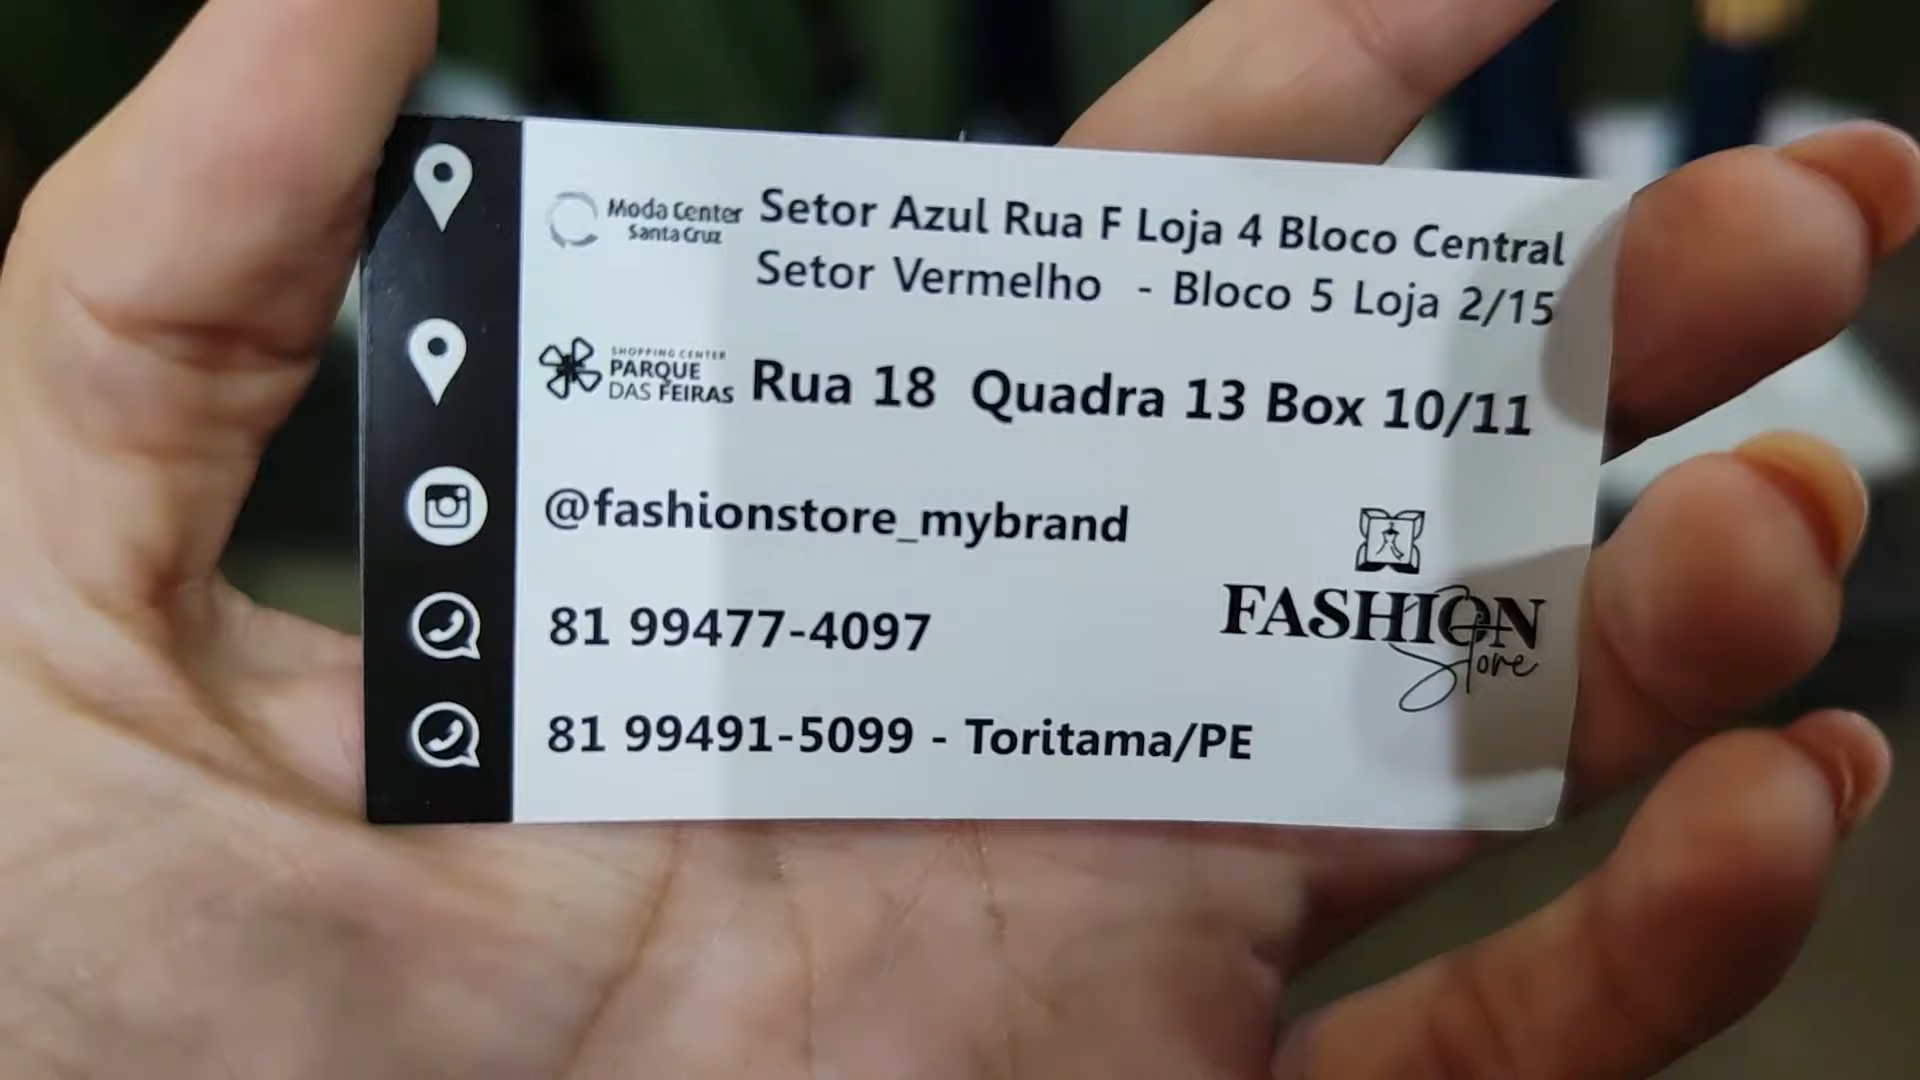 Moda Center
Santa Cruz
Setor Azul Rua F Loja 4 Bloco Central
Setor Vermelho - Bloco 5 Loja 2/15
SHOPPING CENTER
PARQUE
DAS FEIRAS
Rua 18 Quadra 13 Box 10/11
@fashionstore_mybrand
81 99477-4097
81 99491-5099 - Toritama/PE
FASHION
Store